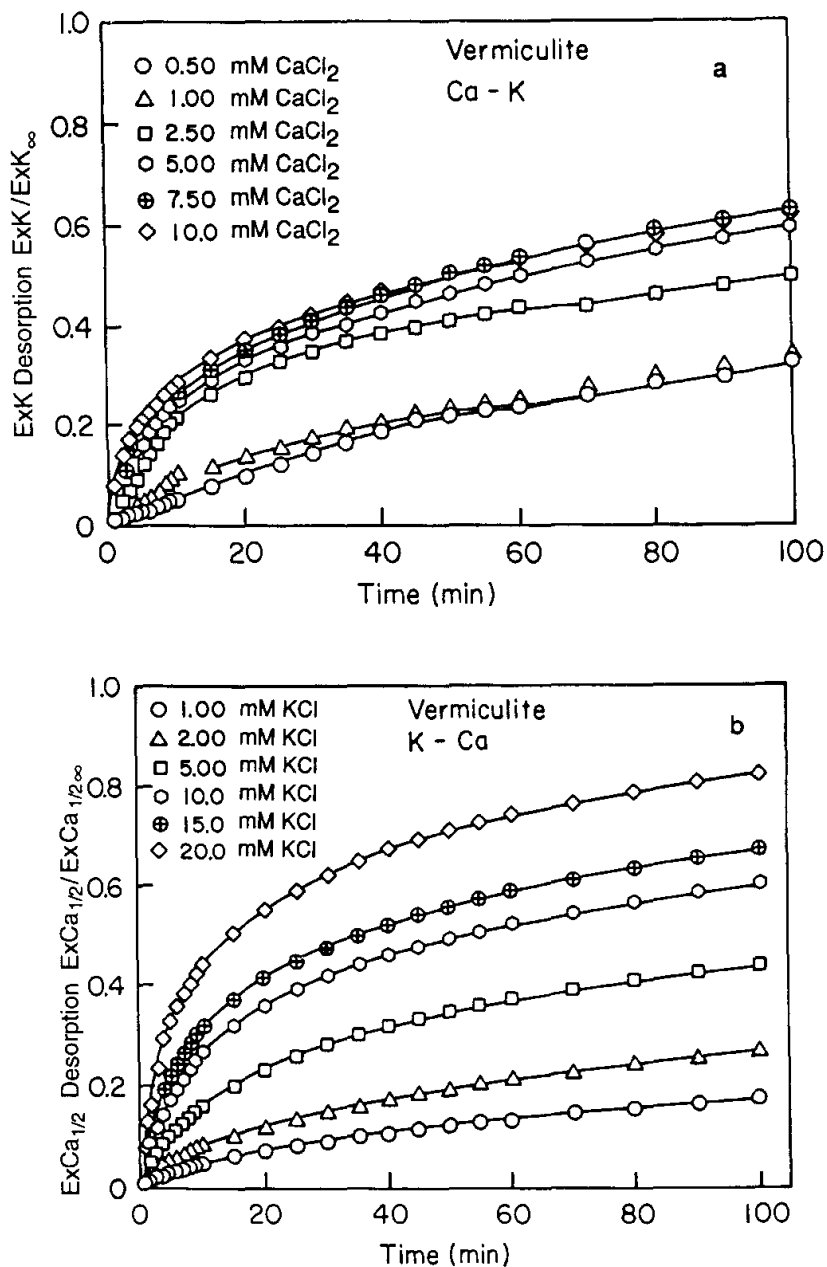 1.0
0.8
0.6
0.4
0.2
0
ExK Desorption ExK/ExK∞
○ 0.50 mM CaCl₂
△ 1.00 mM CaCl₂
□ 2.50 mM CaCl₂
○ 5.00 mM CaCl₂
⊕ 7.50 mM CaCl₂
◇ 10.0 mM CaCl₂
Vermiculite
Ca - K
a
0 20 40 60 80 100
Time (min)
1.0
0.8
0.6
0.4
0.2
0
ExCa1/2 Desorption ExCa1/2/ExCa1/2∞
○ 1.00 mM KCl
△ 2.00 mM KCl
□ 5.00 mM KCl
○ 10.0 mM KCl
⊕ 15.0 mM KCl
◇ 20.0 mM KCl
Vermiculite
K - Ca
b
0 20 40 60 80 100
Time (min)